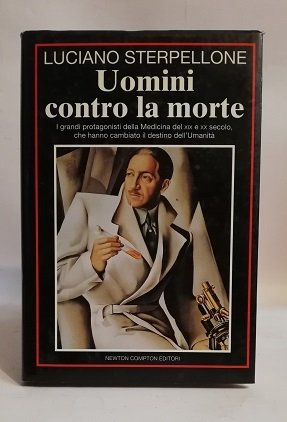 LUCIANO STERPELLONE
Uomini
contro la morte
I grandi protagonisti della Medicina del XIX e XX secolo,
che hanno cambiato il destino dell'Umanità
NEWTON COMPTON EDITORI